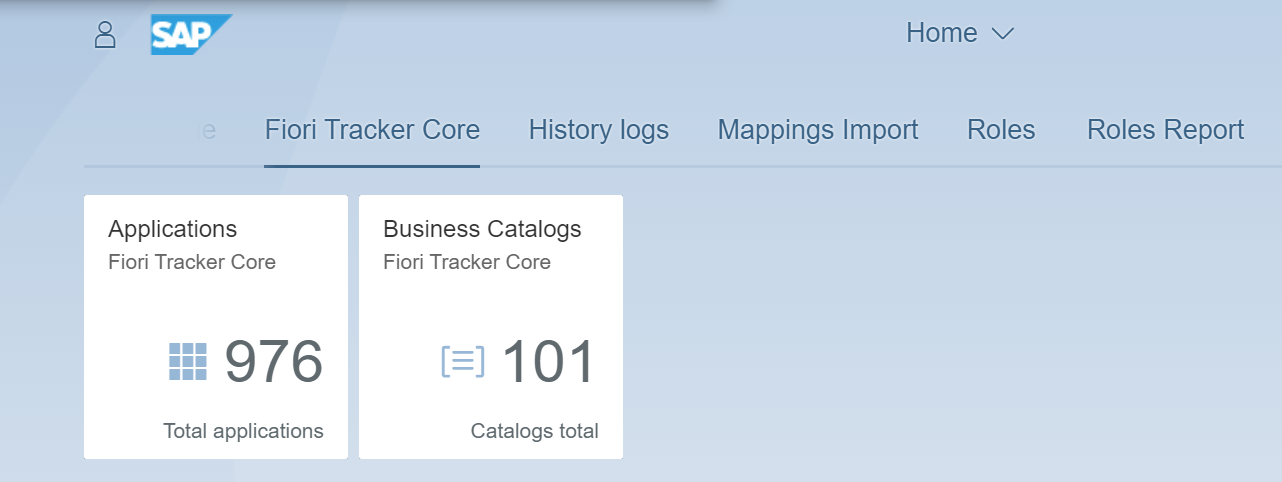 SAP
Home
Fiori Tracker Core
History logs
Mappings Import
Roles
Roles Report
Applications
Fiori Tracker Core
976
Total applications
Business Catalogs
Fiori Tracker Core
101
Catalogs total